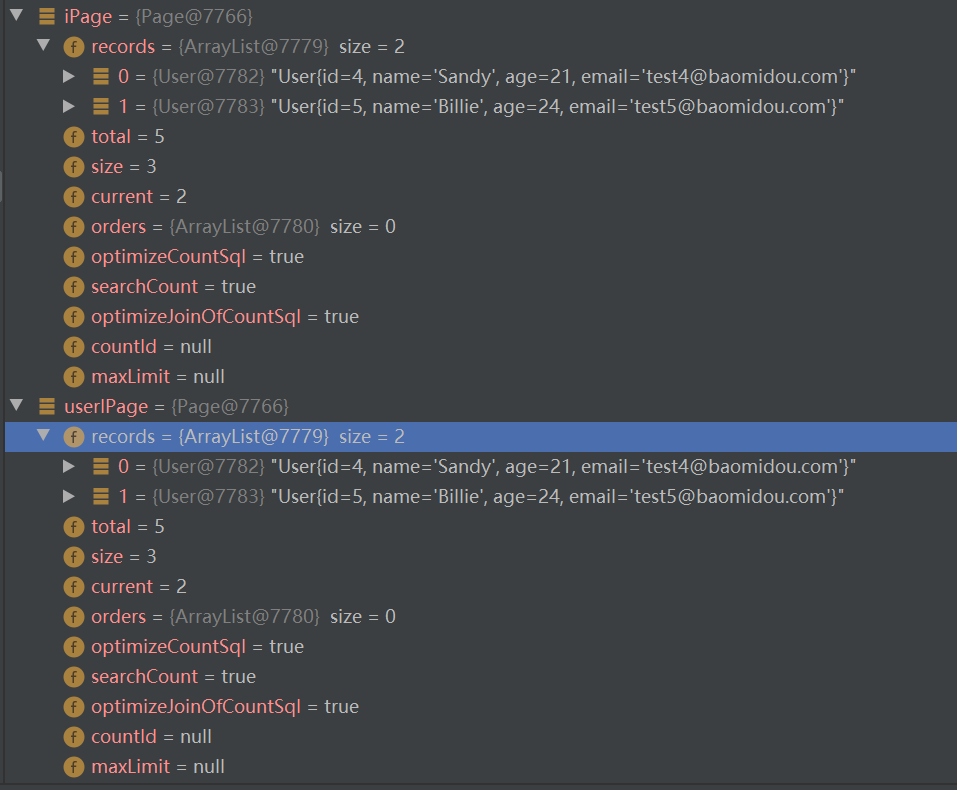 iPage = {Page@7766}
f records = {ArrayList@7779} size = 2
0 = {User@7782} "User{id=4, name='Sandy', age=21, email='test4@baomidou.com'}"
1 = {User@7783} "User{id=5, name='Billie', age=24, email='test5@baomidou.com'}"
f total = 5
f size = 3
f current = 2
f orders = {ArrayList@7780} size = 0
f optimizeCountSql = true
f searchCount = true
f optimizeJoinOfCountSql = true
f countId = null
f maxLimit = null
userIPage = {Page@7766}
f records = {ArrayList@7779} size = 2
0 = {User@7782} "User{id=4, name='Sandy', age=21, email='test4@baomidou.com'}"
1 = {User@7783} "User{id=5, name='Billie', age=24, email='test5@baomidou.com'}"
f total = 5
f size = 3
f current = 2
f orders = {ArrayList@7780} size = 0
f optimizeCountSql = true
f searchCount = true
f optimizeJoinOfCountSql = true
f countId = null
f maxLimit = null